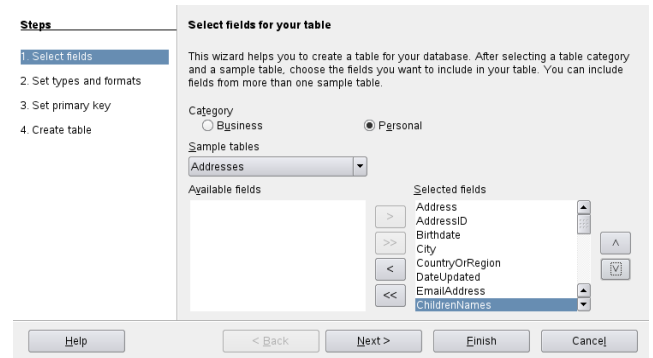 Steps
1. Select fields
2. Set types and formats
3. Set primary key
4. Create table
Select fields for your table
This wizard helps you to create a table for your database. After selecting a table category
and a sample table, choose the fields you want to include in your table. You can include
fields from more than one sample table.
Category
Business
Personal
Sample tables
Addresses
Available fields
Selected fields
Address
AddressID
Birthdate
City
CountryOrRegion
DateUpdated
EmailAddress
ChildrenNames
>
>>
<
<<
Help
< Back
Next >
Finish
Cancel